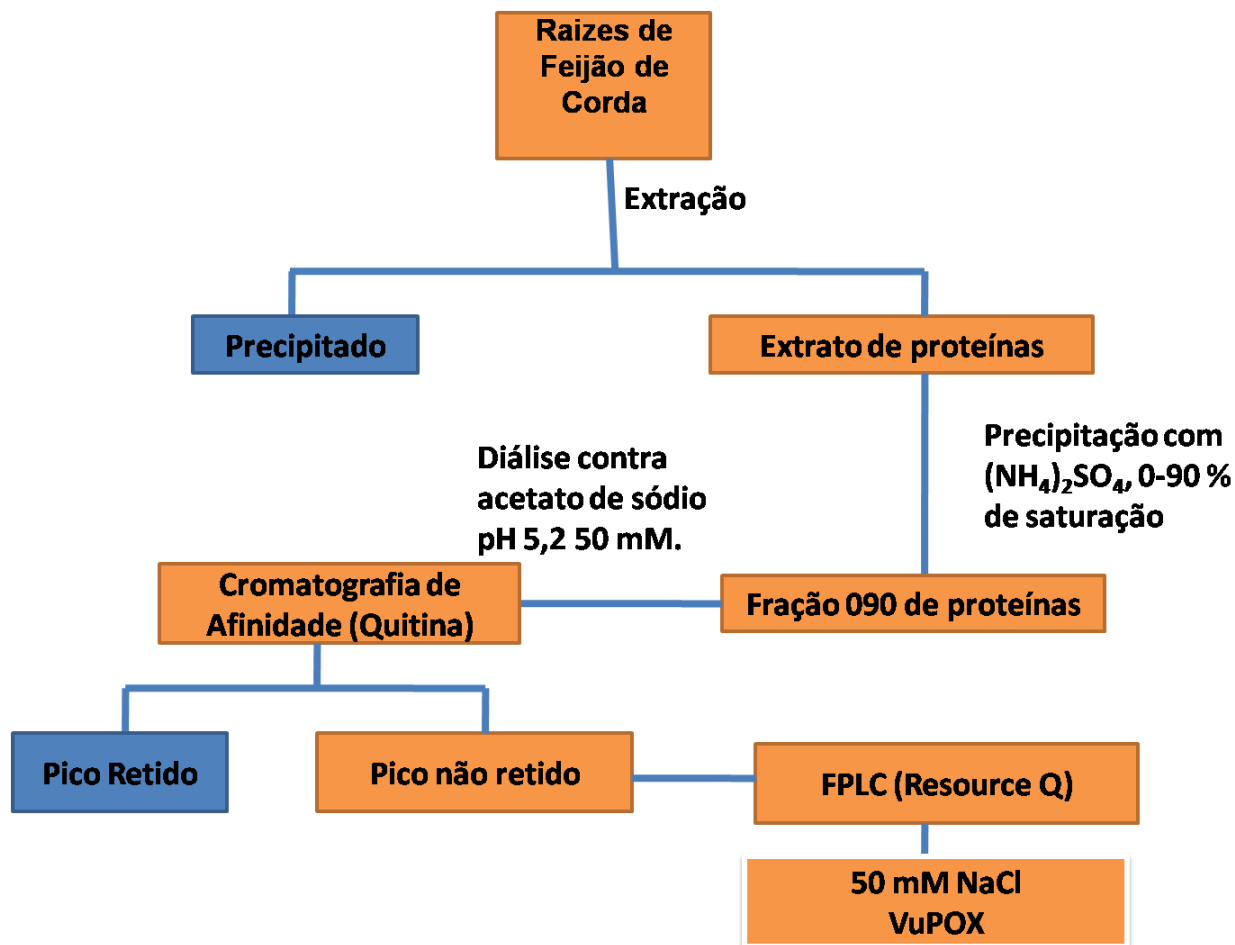 Raizes de
Feijão de
Corda
Extração
Precipitado
Extrato de proteínas
Precipitação com
(NH₄)₂SO₄, 0-90 %
de saturação
Diálise contra
acetato de sódio
pH 5,2 50 mM.
Cromatografia de
Afinidade (Quitina)
Fração 090 de proteínas
Pico Retido
Pico não retido
FPLC (Resource Q)
50 mM NaCl
VuPOX